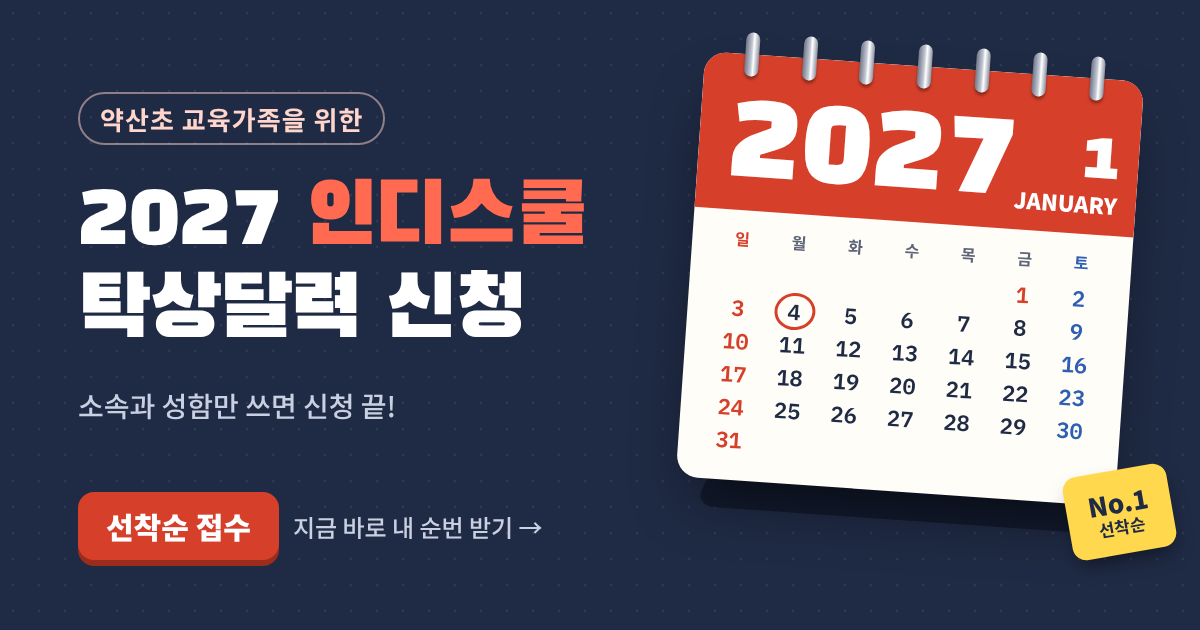 약산초 교육가족을 위한
2027 인디스쿨
탁상달력 신청
소속과 성함만 쓰면 신청 끝!
선착순 접수
지금 바로 내 순번 받기 →
2027 1
JANUARY
일 월 화 수 목 금 토
1 2
3 4 5 6 7 8 9
10 11 12 13 14 15 16
17 18 19 20 21 22 23
24 25 26 27 28 29 30
31
No.1
선착순